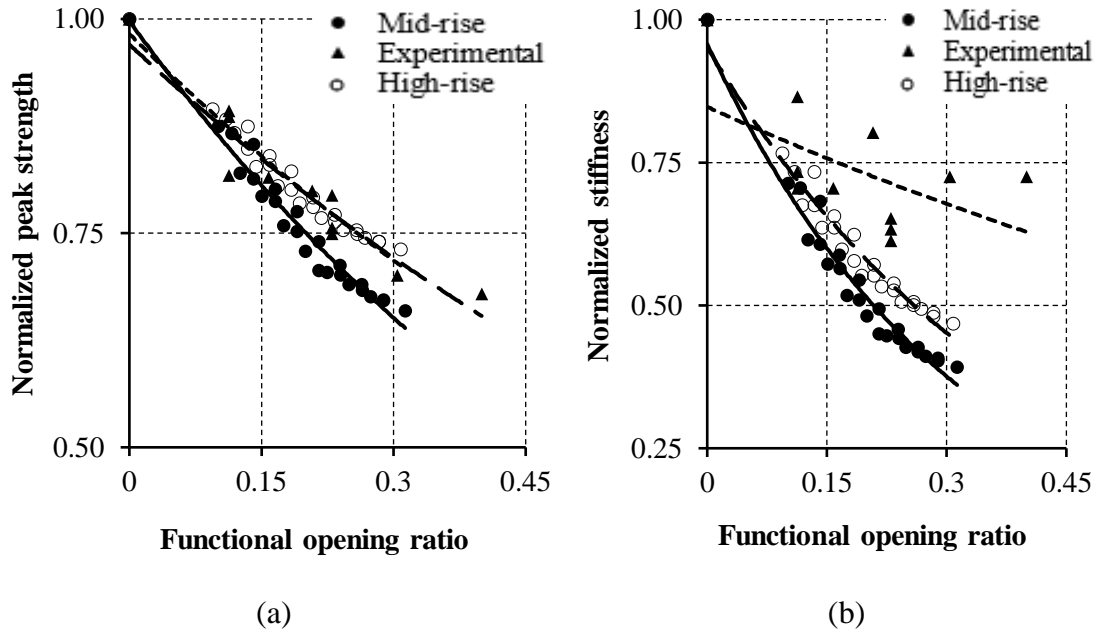 Normalized peak strength
1.00
0.75
0.50
0
0.15
0.3
0.45
Functional opening ratio
Mid-rise
Experimental
High-rise
(a)
Normalized stiffness
1.00
0.75
0.50
0.25
0
0.15
0.3
0.45
Functional opening ratio
Mid-rise
Experimental
High-rise
(b)